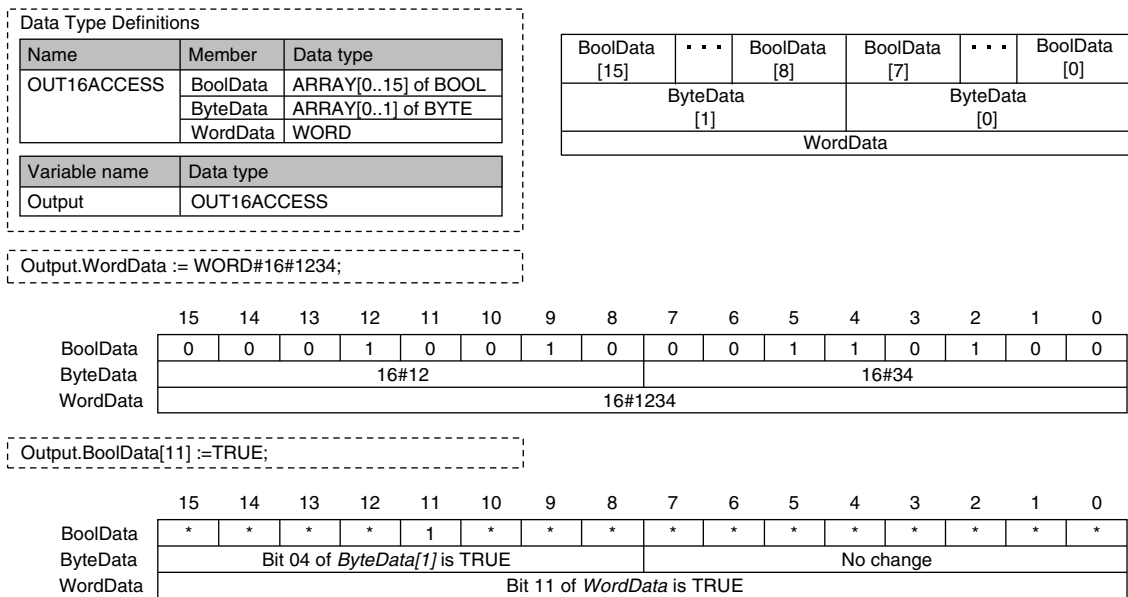 Data Type Definitions
Name Member Data type
OUT16ACCESS BoolData ARRAY[0..15] of BOOL
ByteData ARRAY[0..1] of BYTE
WordData WORD
Variable name Data type
Output OUT16ACCESS
BoolData [15] ... BoolData [8] BoolData [7] ... BoolData [0]
ByteData [1] ByteData [0]
WordData
Output.WordData := WORD#16#1234;
15 14 13 12 11 10 9 8 7 6 5 4 3 2 1 0
BoolData 0 0 0 1 0 0 1 0 0 0 1 1 0 1 0 0
ByteData 16#12 16#34
WordData 16#1234
Output.BoolData[11] :=TRUE;
15 14 13 12 11 10 9 8 7 6 5 4 3 2 1 0
BoolData * * * * 1 * * * * * * * * * * *
ByteData Bit 04 of ByteData[1] is TRUE No change
WordData Bit 11 of WordData is TRUE